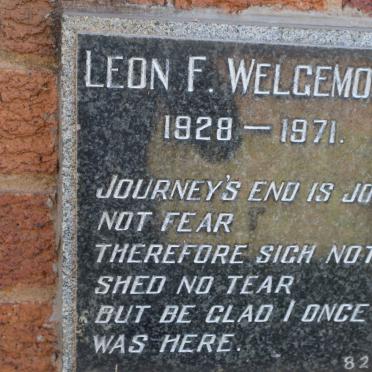 LEON F. WELGEMO
1928 — 1971.
JOURNEY'S END IS JO
NOT FEAR
THEREFORE SIGH NOT
SHED NO TEAR
BUT BE GLAD I ONCE
WAS HERE.
82